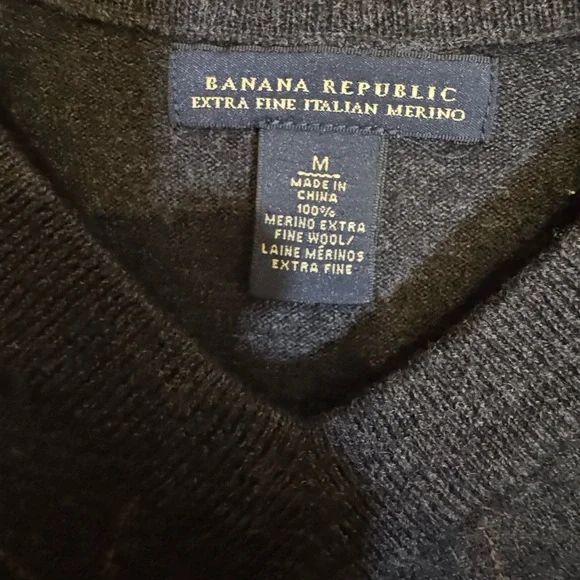 BANANA REPUBLIC
EXTRA FINE ITALIAN MERINO
M
MADE IN
CHINA
100%
MERINO EXTRA
FINE WOOL/
LAINE MÉRINOS
EXTRA FINE